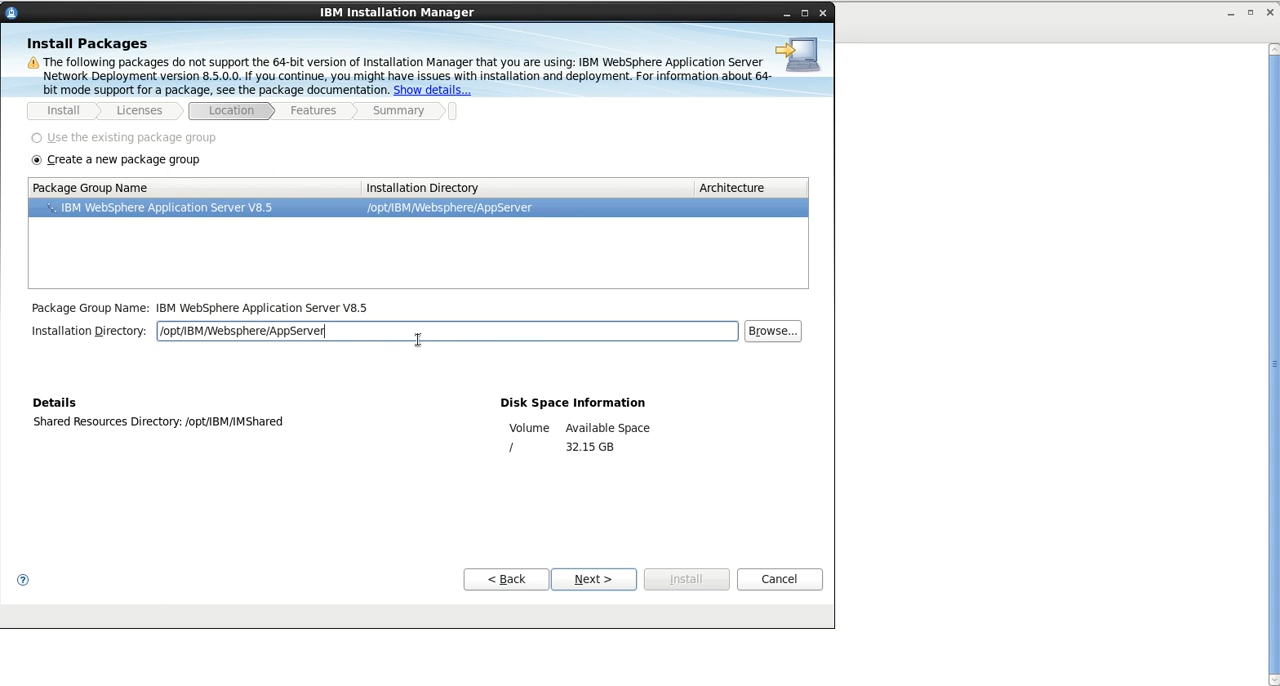 IBM Installation Manager
Install Packages
The following packages do not support the 64-bit version of Installation Manager that you are using: IBM WebSphere Application Server
Network Deployment version 8.5.0.0. If you continue, you might have issues with installation and deployment. For information about 64-
bit mode support for a package, see the package documentation. Show details...
Install Licenses Location Features Summary
Use the existing package group
Create a new package group
Package Group Name Installation Directory Architecture
IBM WebSphere Application Server V8.5 /opt/IBM/Websphere/AppServer
Package Group Name: IBM WebSphere Application Server V8.5
Installation Directory: /opt/IBM/Websphere/AppServer Browse...
Details Disk Space Information
Shared Resources Directory: /opt/IBM/IMShared
Volume Available Space
/ 32.15 GB
< Back Next > Install Cancel